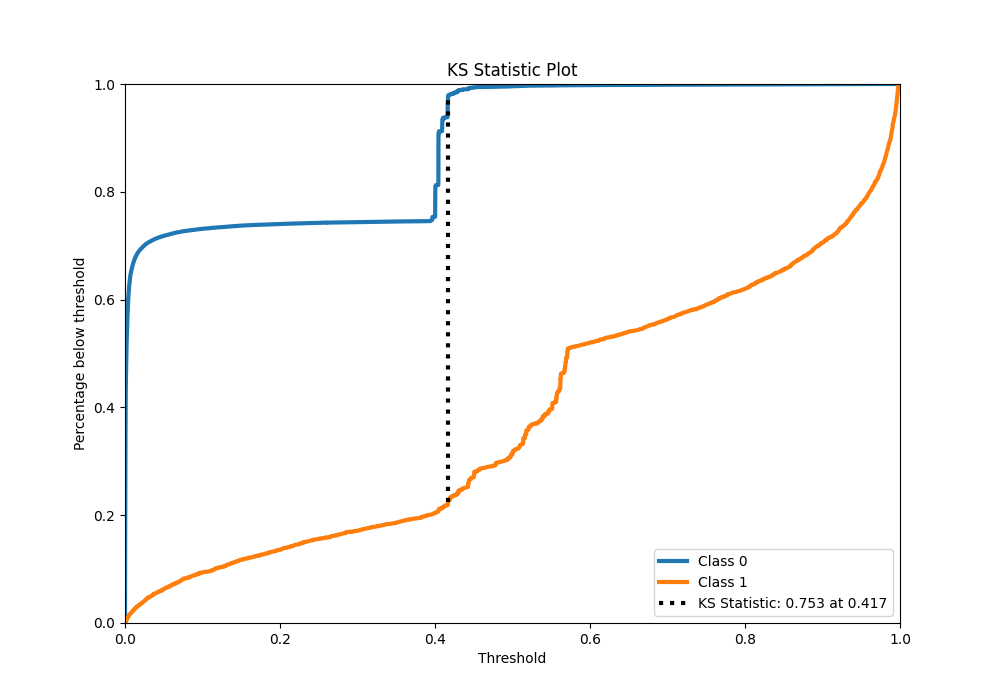 KS Statistic Plot
1.0
0.8
0.6
0.4
0.2
0.0
Percentage below threshold
0.0 0.2 0.4 0.6 0.8 1.0
Threshold
Class 0
Class 1
KS Statistic: 0.753 at 0.417